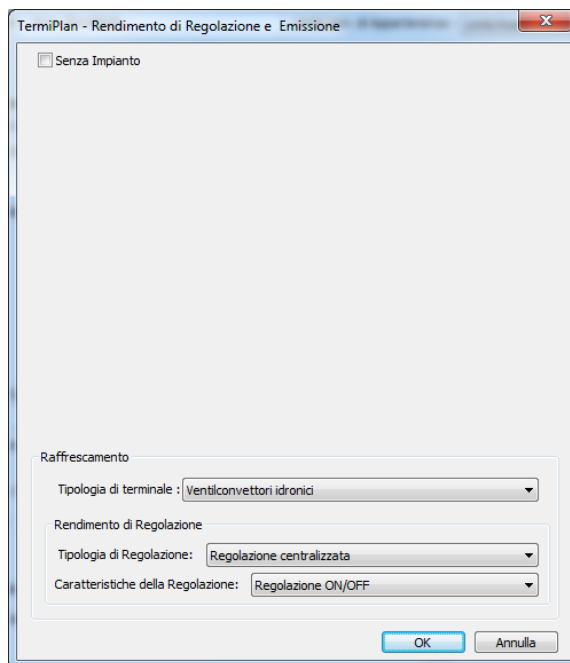 TermiPlan - Rendimento di Regolazione e Emissione
Senza Impianto
Raffrescamento
Tipologia di terminale : Ventilconvettori idronici
Rendimento di Regolazione
Tipologia di Regolazione: Regolazione centralizzata
Caratteristiche della Regolazione: Regolazione ON/OFF
OK Annulla